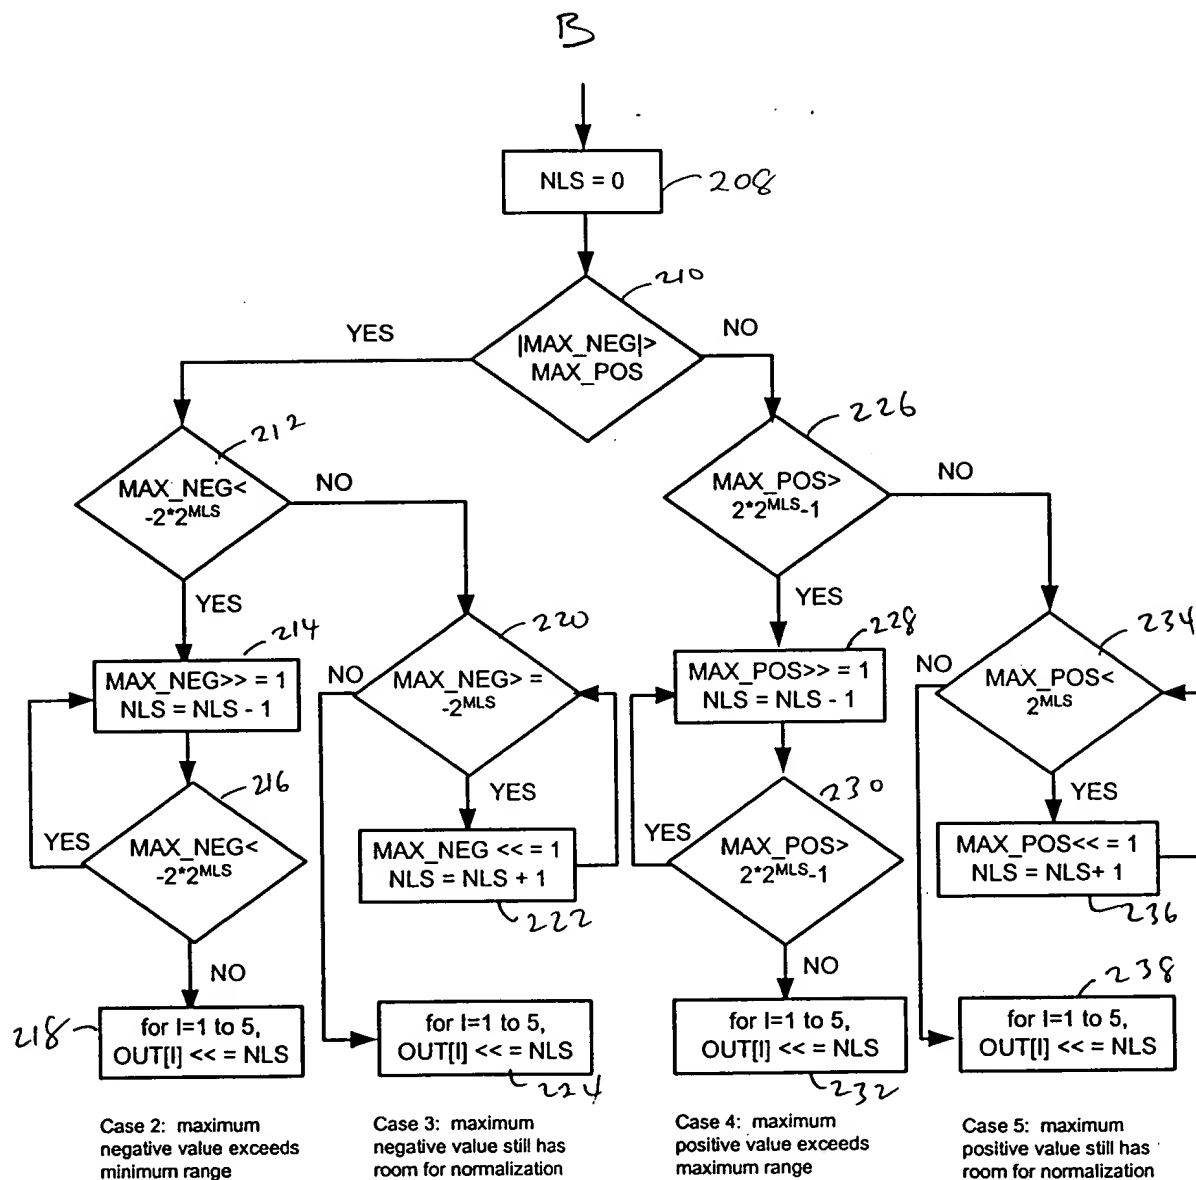 B
NLS = 0
208
210
|MAX_NEG|>
MAX_POS
YES
NO
212
MAX_NEG<
-2*2^MLS
NO
YES
226
MAX_POS>
2*2^MLS-1
NO
YES
214
MAX_NEG>> = 1
NLS = NLS - 1
220
MAX_NEG> =
-2^MLS
NO
YES
228
MAX_POS>> = 1
NLS = NLS - 1
234
MAX_POS<
2^MLS
NO
YES
216
MAX_NEG<
-2*2^MLS
YES
NO
MAX_NEG << = 1
NLS = NLS + 1
222
230
MAX_POS>
2*2^MLS-1
YES
NO
MAX_POS<< = 1
NLS = NLS+ 1
236
218
for I=1 to 5,
OUT[I] << = NLS
for I=1 to 5,
OUT[I] << = NLS
224
for I=1 to 5,
OUT[I] << = NLS
232
238
for I=1 to 5,
OUT[I] << = NLS
Case 2: maximum
negative value exceeds
minimum range
Case 3: maximum
negative value still has
room for normalization
Case 4: maximum
positive value exceeds
maximum range
Case 5: maximum
positive value still has
room for normalization